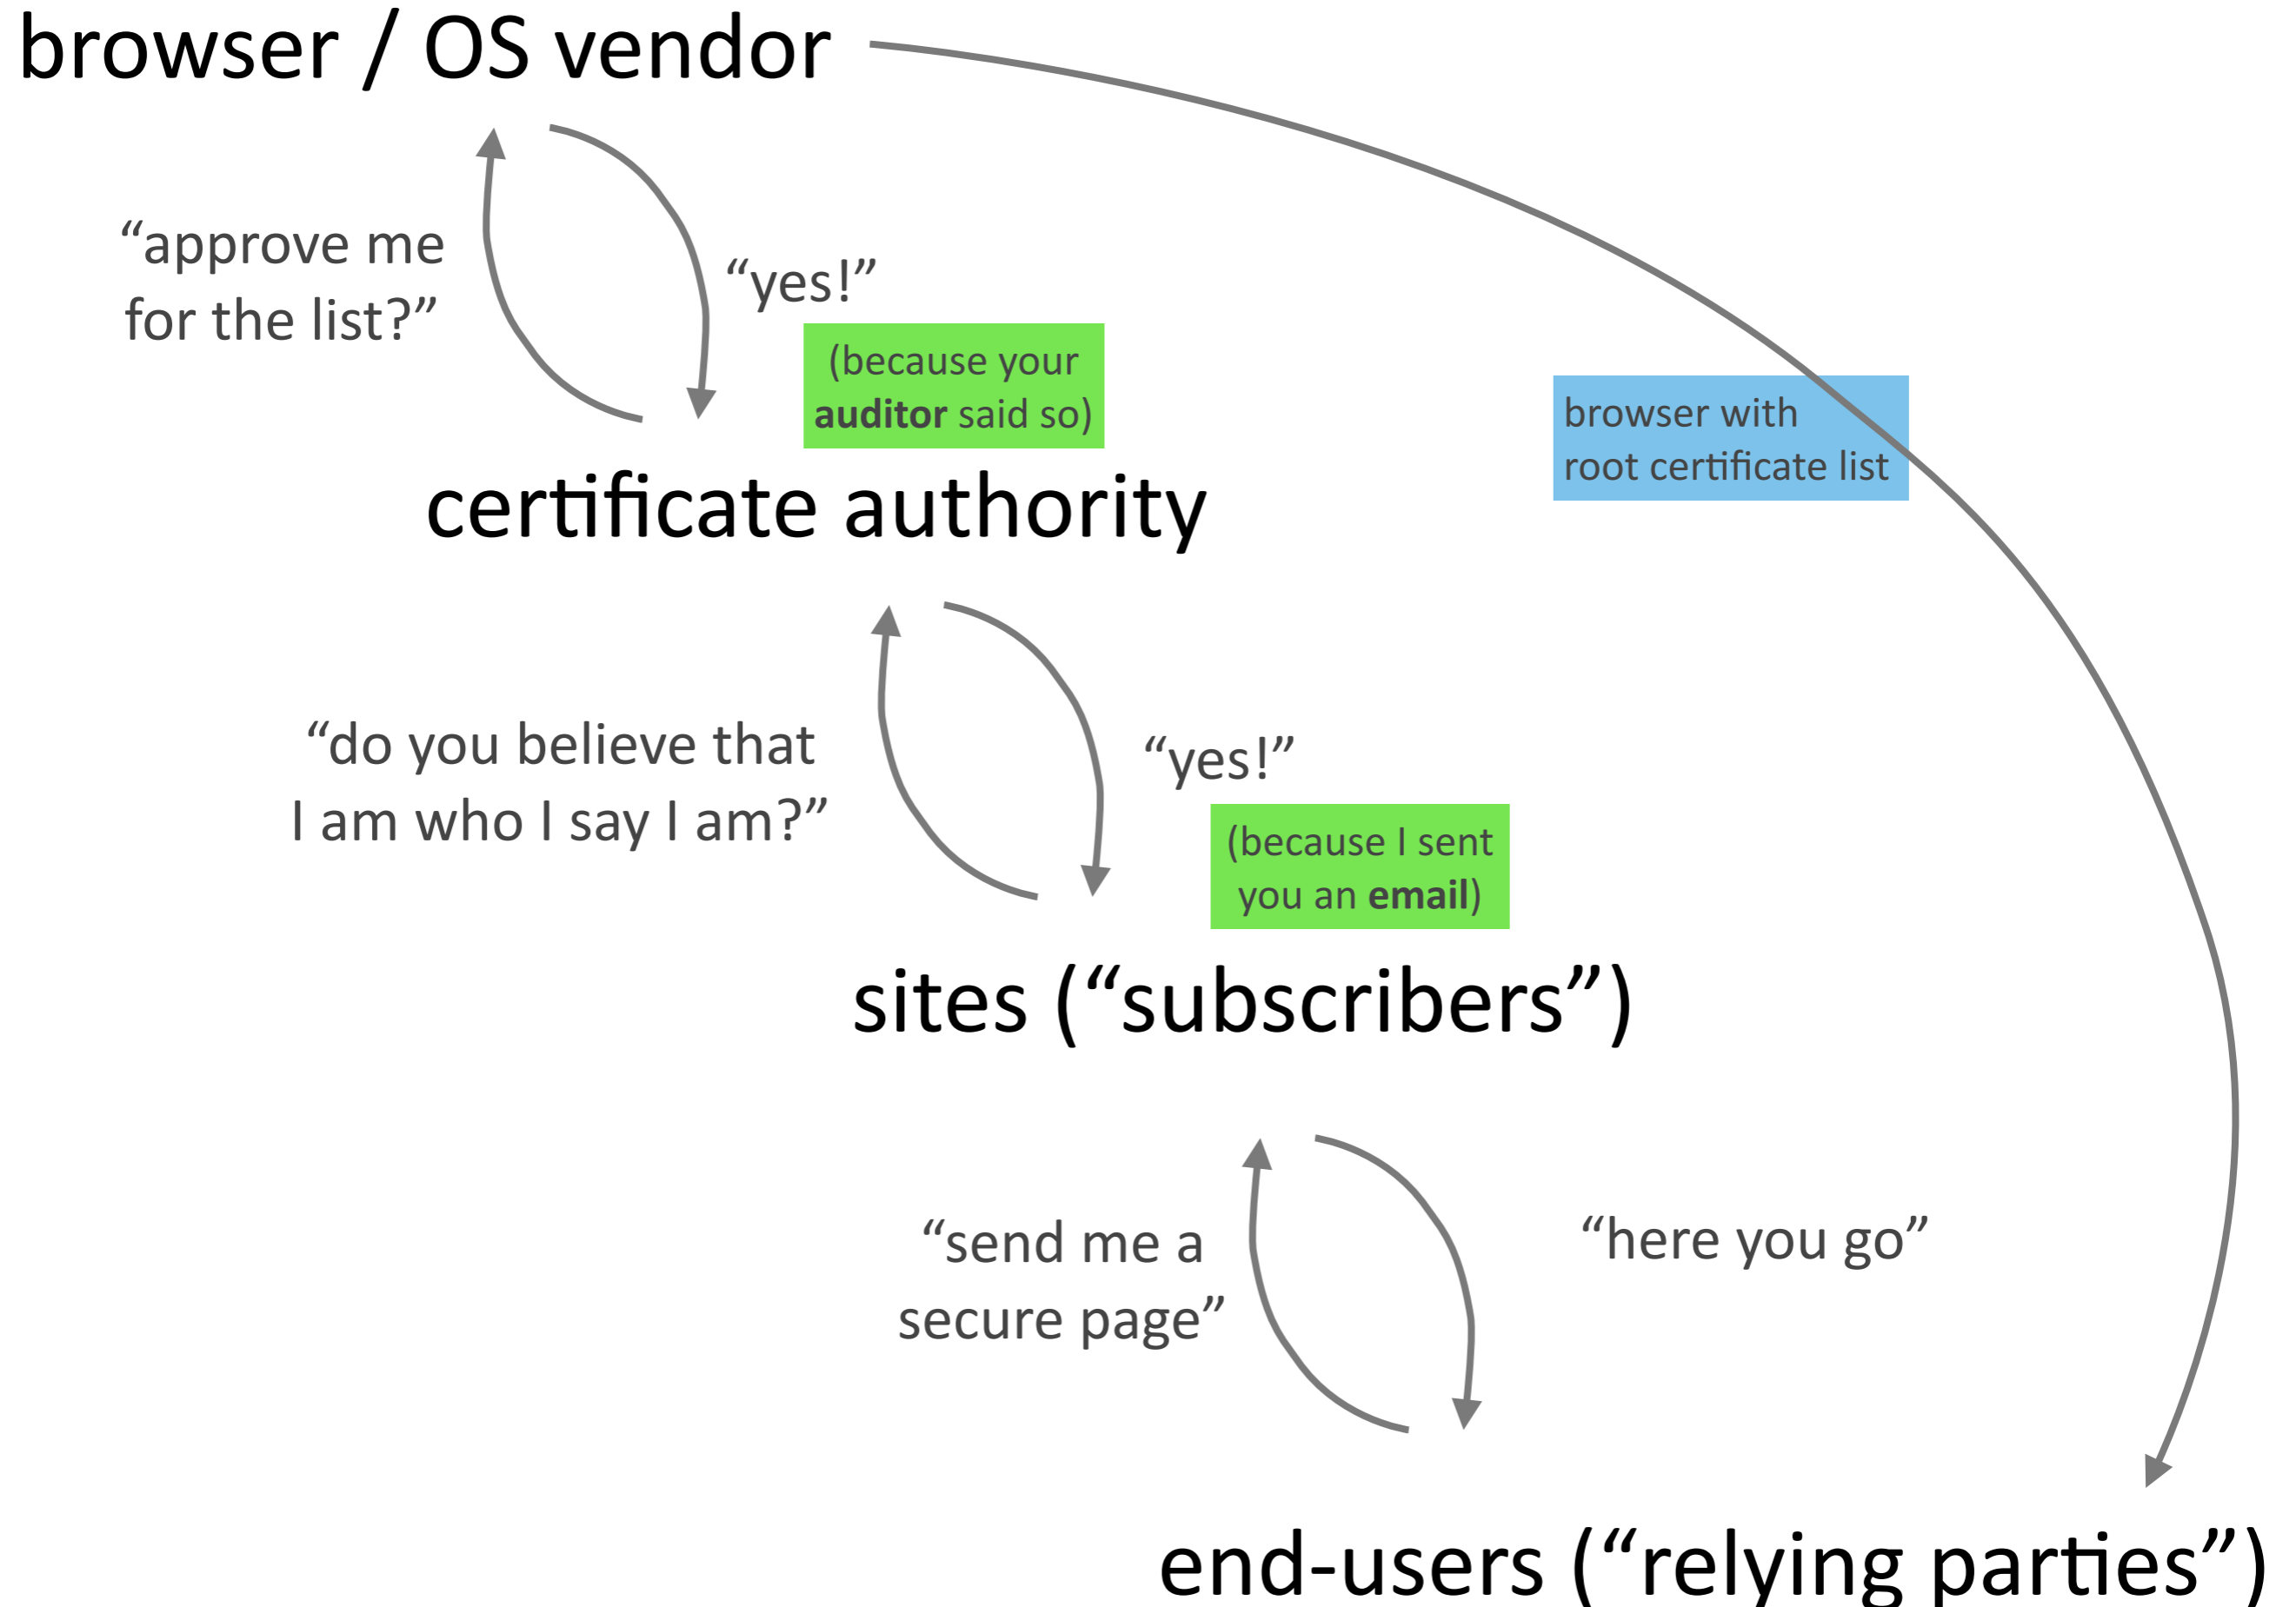 browser / OS vendor
“approve me
for the list?”
“yes!”
(because your
auditor said so)
browser with
root certificate list
certificate authority
“do you believe that
I am who I say I am?”
“yes!”
(because I sent
you an email)
sites (“subscribers”)
“send me a
secure page”
“here you go”
end-users (“relying parties”)